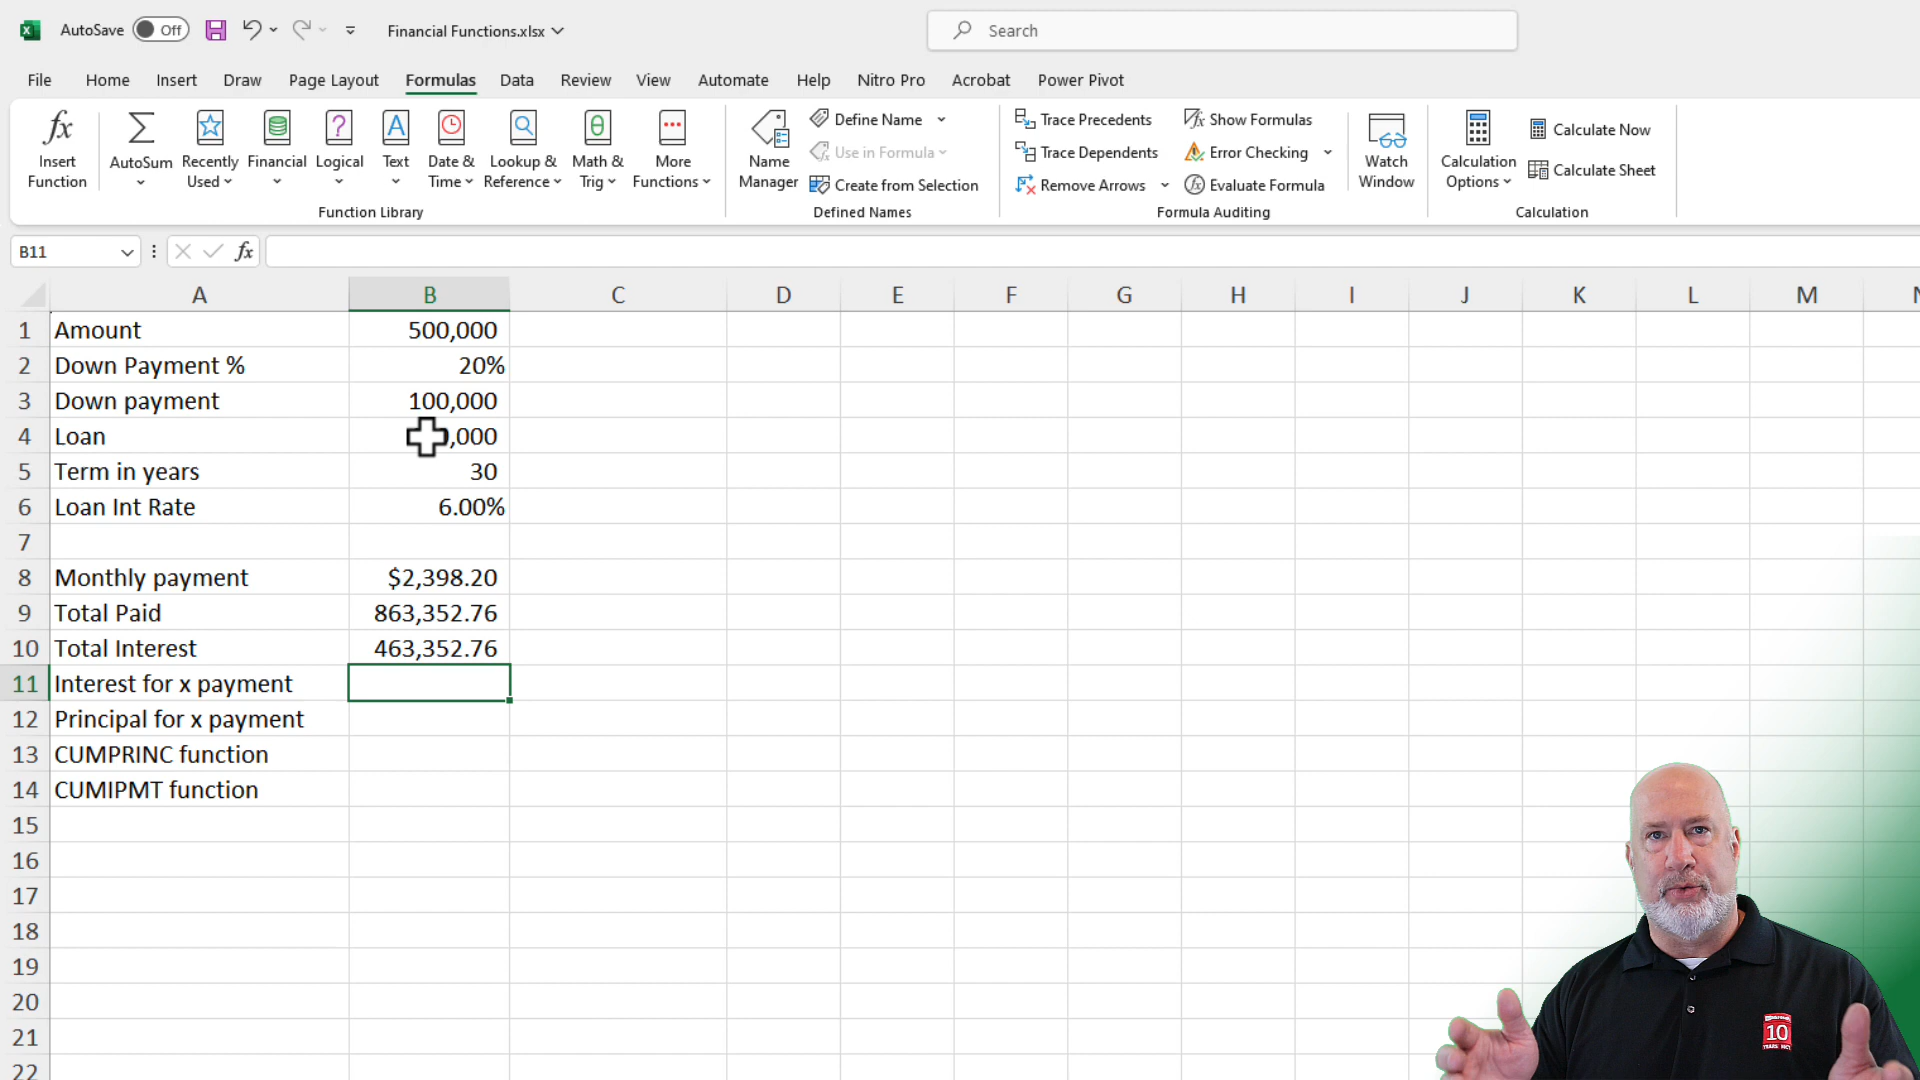 AutoSave Off Financial Functions.xlsx Search
File Home Insert Draw Page Layout Formulas Data Review View Automate Help Nitro Pro Acrobat Power Pivot
Insert Function
AutoSum
Recently Used
Financial
Logical
Text
Date & Time
Lookup & Reference
Math & Trig
More Functions
Function Library
Name Manager
Define Name
Use in Formula
Create from Selection
Defined Names
Trace Precedents
Trace Dependents
Remove Arrows
Show Formulas
Error Checking
Evaluate Formula
Formula Auditing
Watch Window
Calculation Options
Calculate Now
Calculate Sheet
Calculation
B11 fx
A B C D E F G H I J K L M
1 Amount 500,000
2 Down Payment % 20%
3 Down payment 100,000
4 Loan ,000
5 Term in years 30
6 Loan Int Rate 6.00%
7
8 Monthly payment $2,398.20
9 Total Paid 863,352.76
10 Total Interest 463,352.76
11 Interest for x payment
12 Principal for x payment
13 CUMPRINC function
14 CUMIPMT function
15
16
17
18
19
20
21
22
10